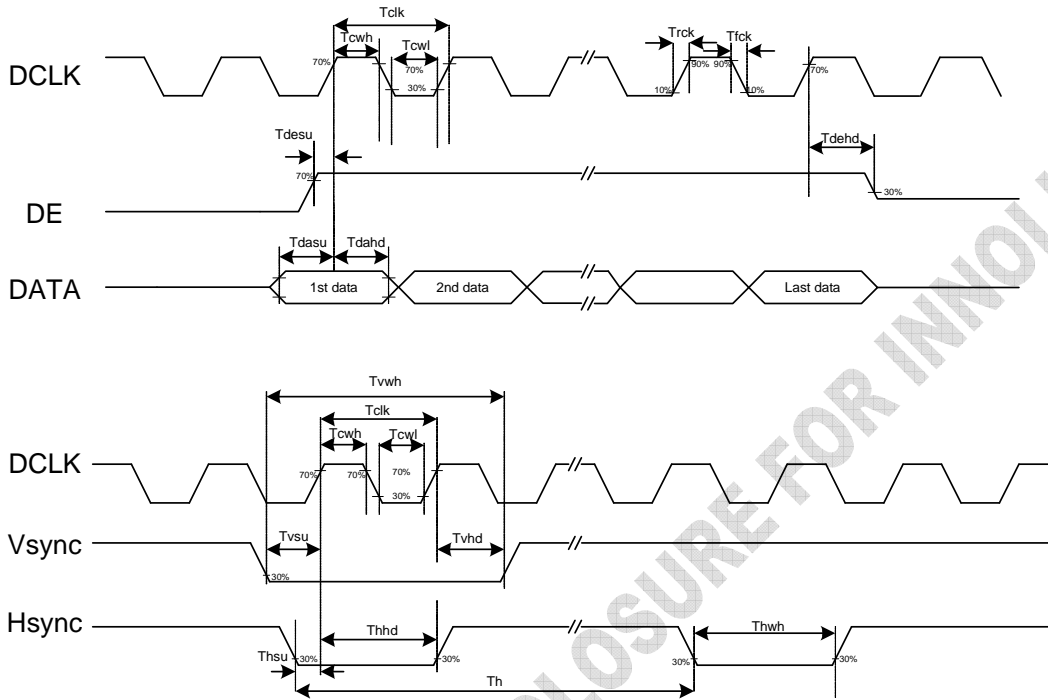 Tclk
Tcwh
Tcwl
Trck
Tfck
DCLK
70%
70%
30%
90%
90%
10%
10%
70%
Tdesu
Tdehd
70%
30%
DE
Tdasu
Tdahd
DATA
1st data
2nd data
Last data
Tvwh
Tclk
Tcwh
Tcwl
DCLK
70%
70%
70%
30%
Tvsu
Tvhd
Vsync
30%
Hsync
Thhd
Thwh
30%
30%
30%
30%
Thsu
Th
LOSURE FOR INNOL